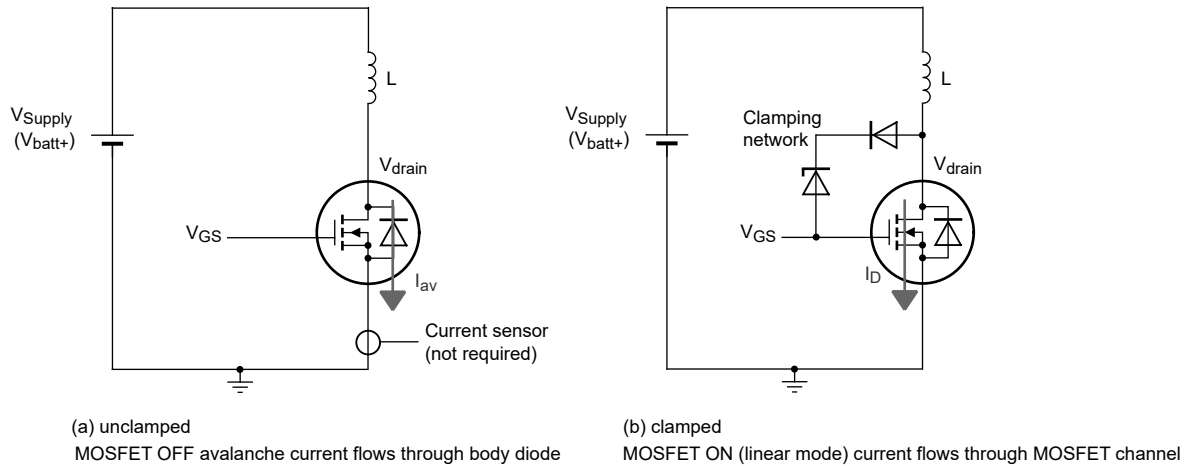 L
VSupply
(Vbatt+)
Vdrain
VGS
Iav
Current sensor
(not required)
(a) unclamped
MOSFET OFF avalanche current flows through body diode
L
VSupply
(Vbatt+)
Clamping
network
Vdrain
VGS
ID
(b) clamped
MOSFET ON (linear mode) current flows through MOSFET channel